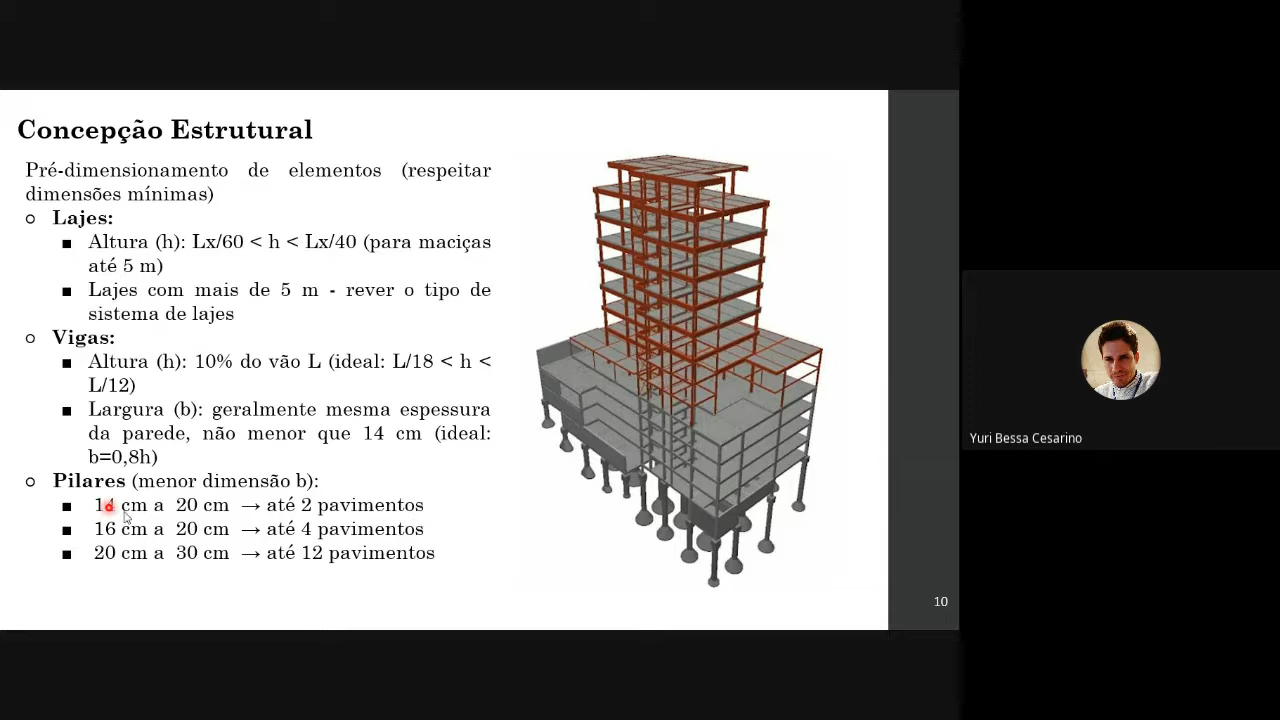 Concepção Estrutural
Pré-dimensionamento de elementos (respeitar
dimensões mínimas)
○ Lajes:
■ Altura (h): Lx/60 < h < Lx/40 (para maciças
até 5 m)
■ Lajes com mais de 5 m - rever o tipo de
sistema de lajes
○ Vigas:
■ Altura (h): 10% do vão L (ideal: L/18 < h <
L/12)
■ Largura (b): geralmente mesma espessura
da parede, não menor que 14 cm (ideal:
b=0,8h)
○ Pilares (menor dimensão b):
■ 14 cm a 20 cm → até 2 pavimentos
■ 16 cm a 20 cm → até 4 pavimentos
■ 20 cm a 30 cm → até 12 pavimentos
10
Yuri Bessa Cesarino